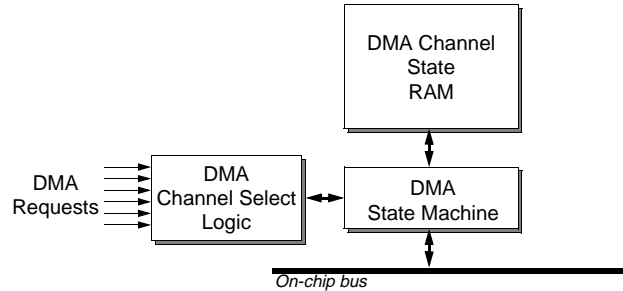 DMA Channel
State
RAM
DMA
Requests
DMA
Channel Select
Logic
DMA
State Machine
On-chip bus